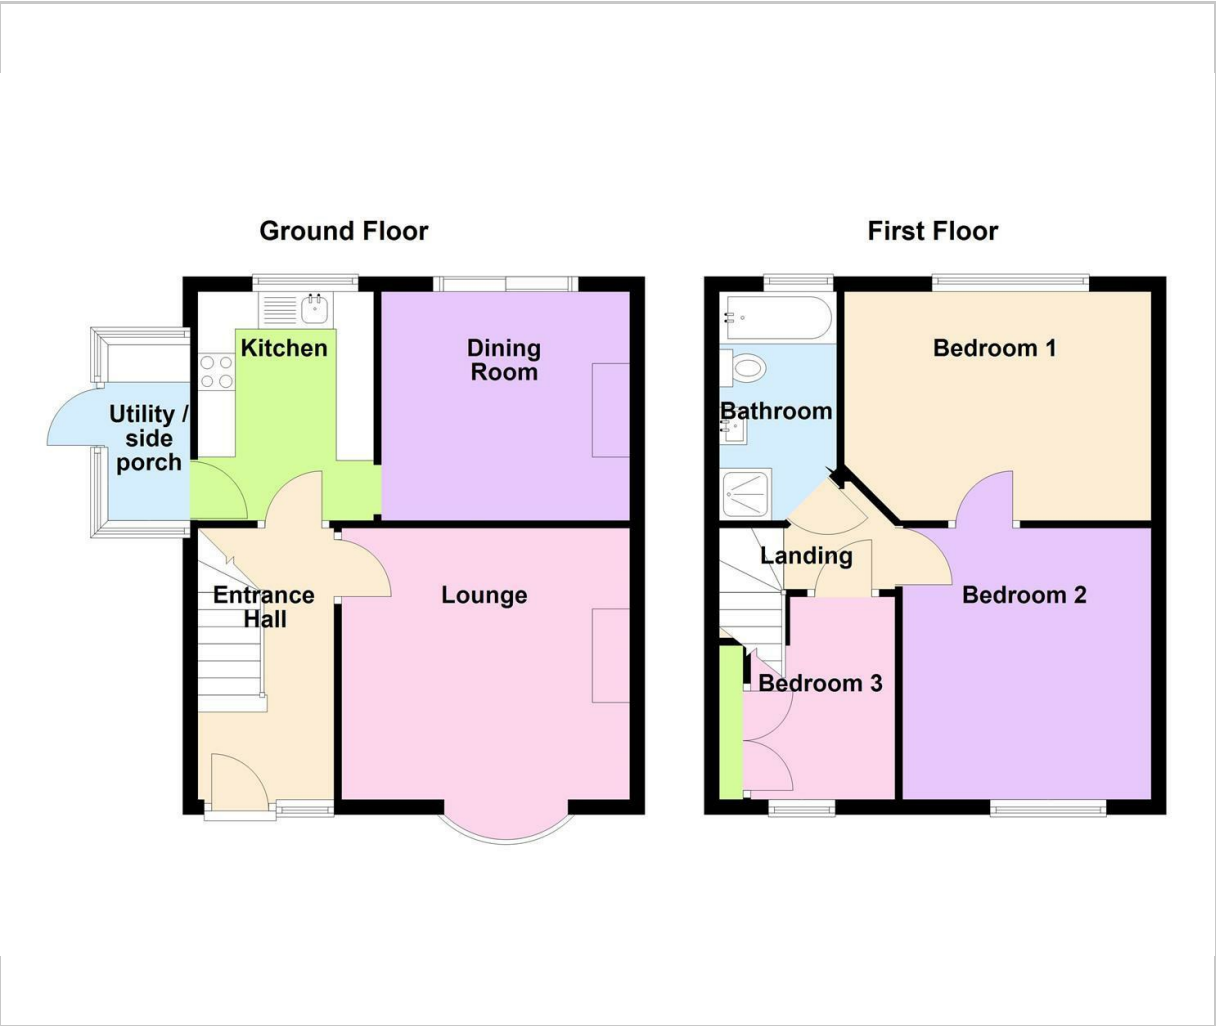 Ground Floor
First Floor
Kitchen
Dining
Room
Utility /
side
porch
Entrance
Hall
Lounge
Bedroom 1
Bathroom
Landing
Bedroom 2
Bedroom 3